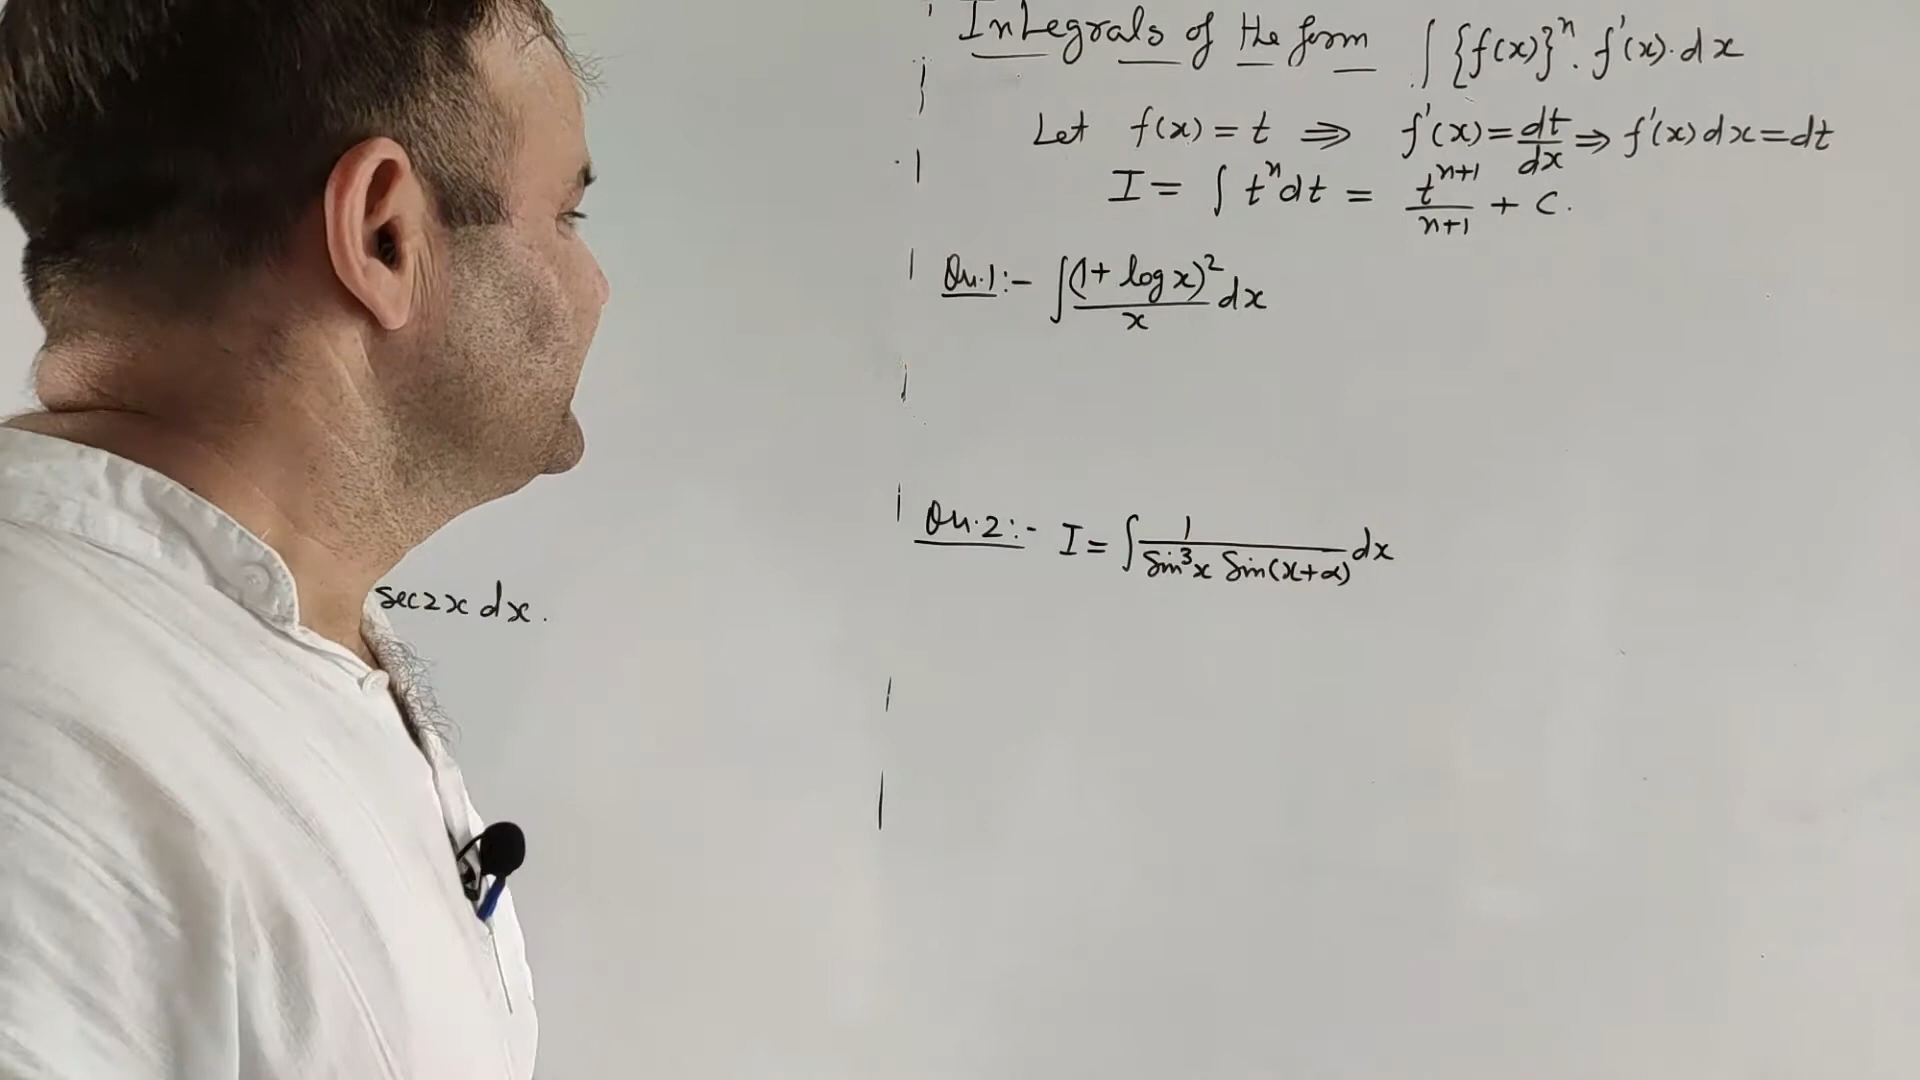 Integrals of the form ∫{f(x)}ⁿ. f'(x).dx
Let f(x) = t ⇒ f'(x) = dt/dx ⇒ f'(x) dx = dt
I = ∫ tⁿ dt = tⁿ⁺¹/n+1 + C.
Qu.1:- ∫(1+ log x)²/x dx
Qu.2:- I = ∫ 1/Sin³x Sin(x+α) dx
sec2x dx.